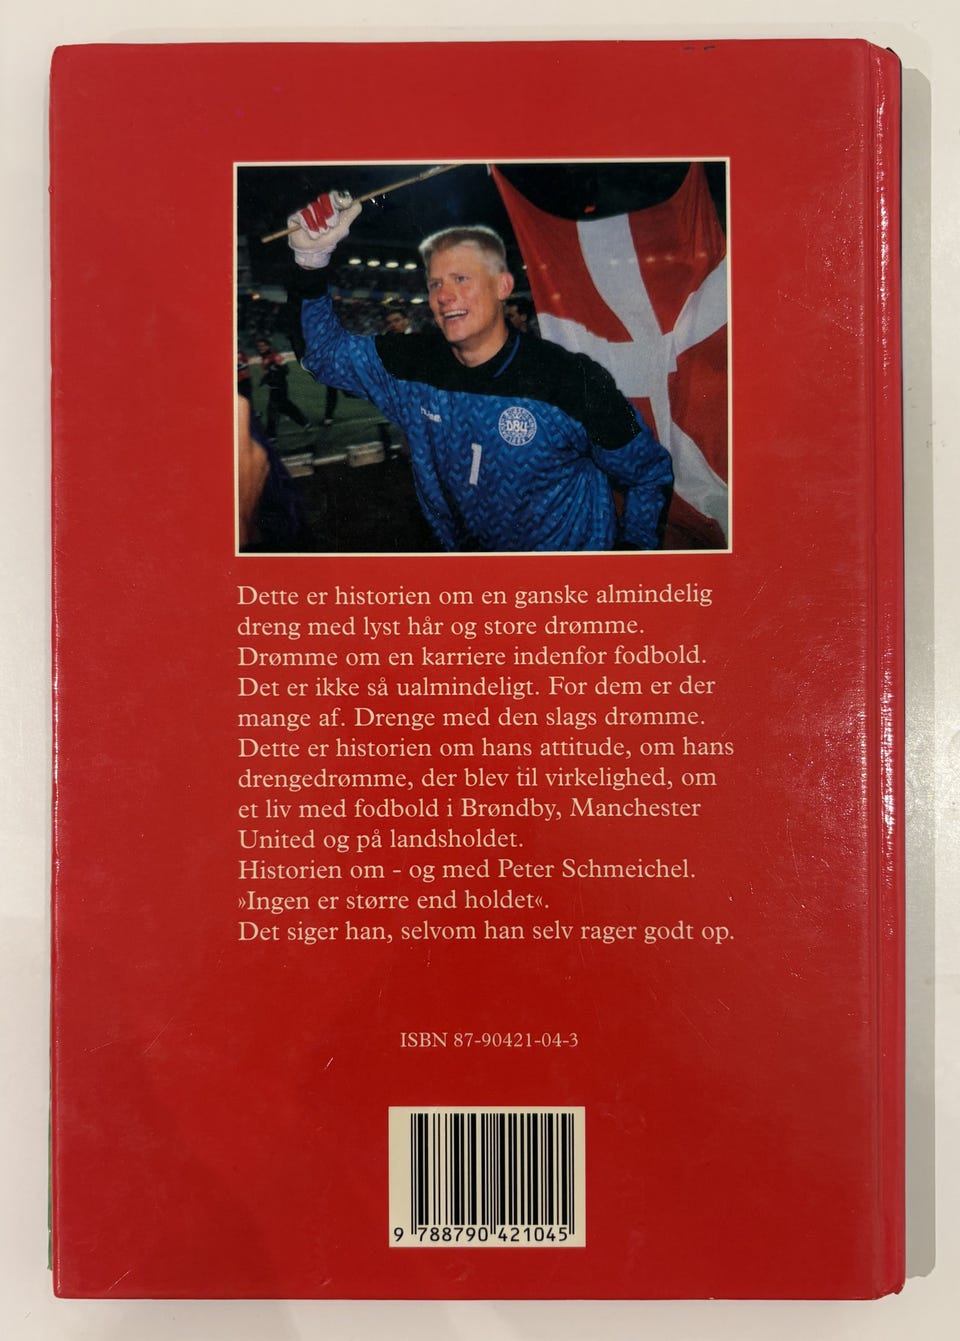 hummel
DBU
1
Dette er historien om en ganske almindelig
dreng med lyst hår og store drømme.
Drømme om en karriere indenfor fodbold.
Det er ikke så ualmindeligt. For dem er der
mange af. Drenge med den slags drømme.
Dette er historien om hans attitude, om hans
drengedrømme, der blev til virkelighed, om
et liv med fodbold i Brøndby, Manchester
United og på landsholdet.
Historien om - og med Peter Schmeichel.
»Ingen er større end holdet«.
Det siger han, selvom han selv rager godt op.
ISBN 87-90421-04-3
9 788790 421045